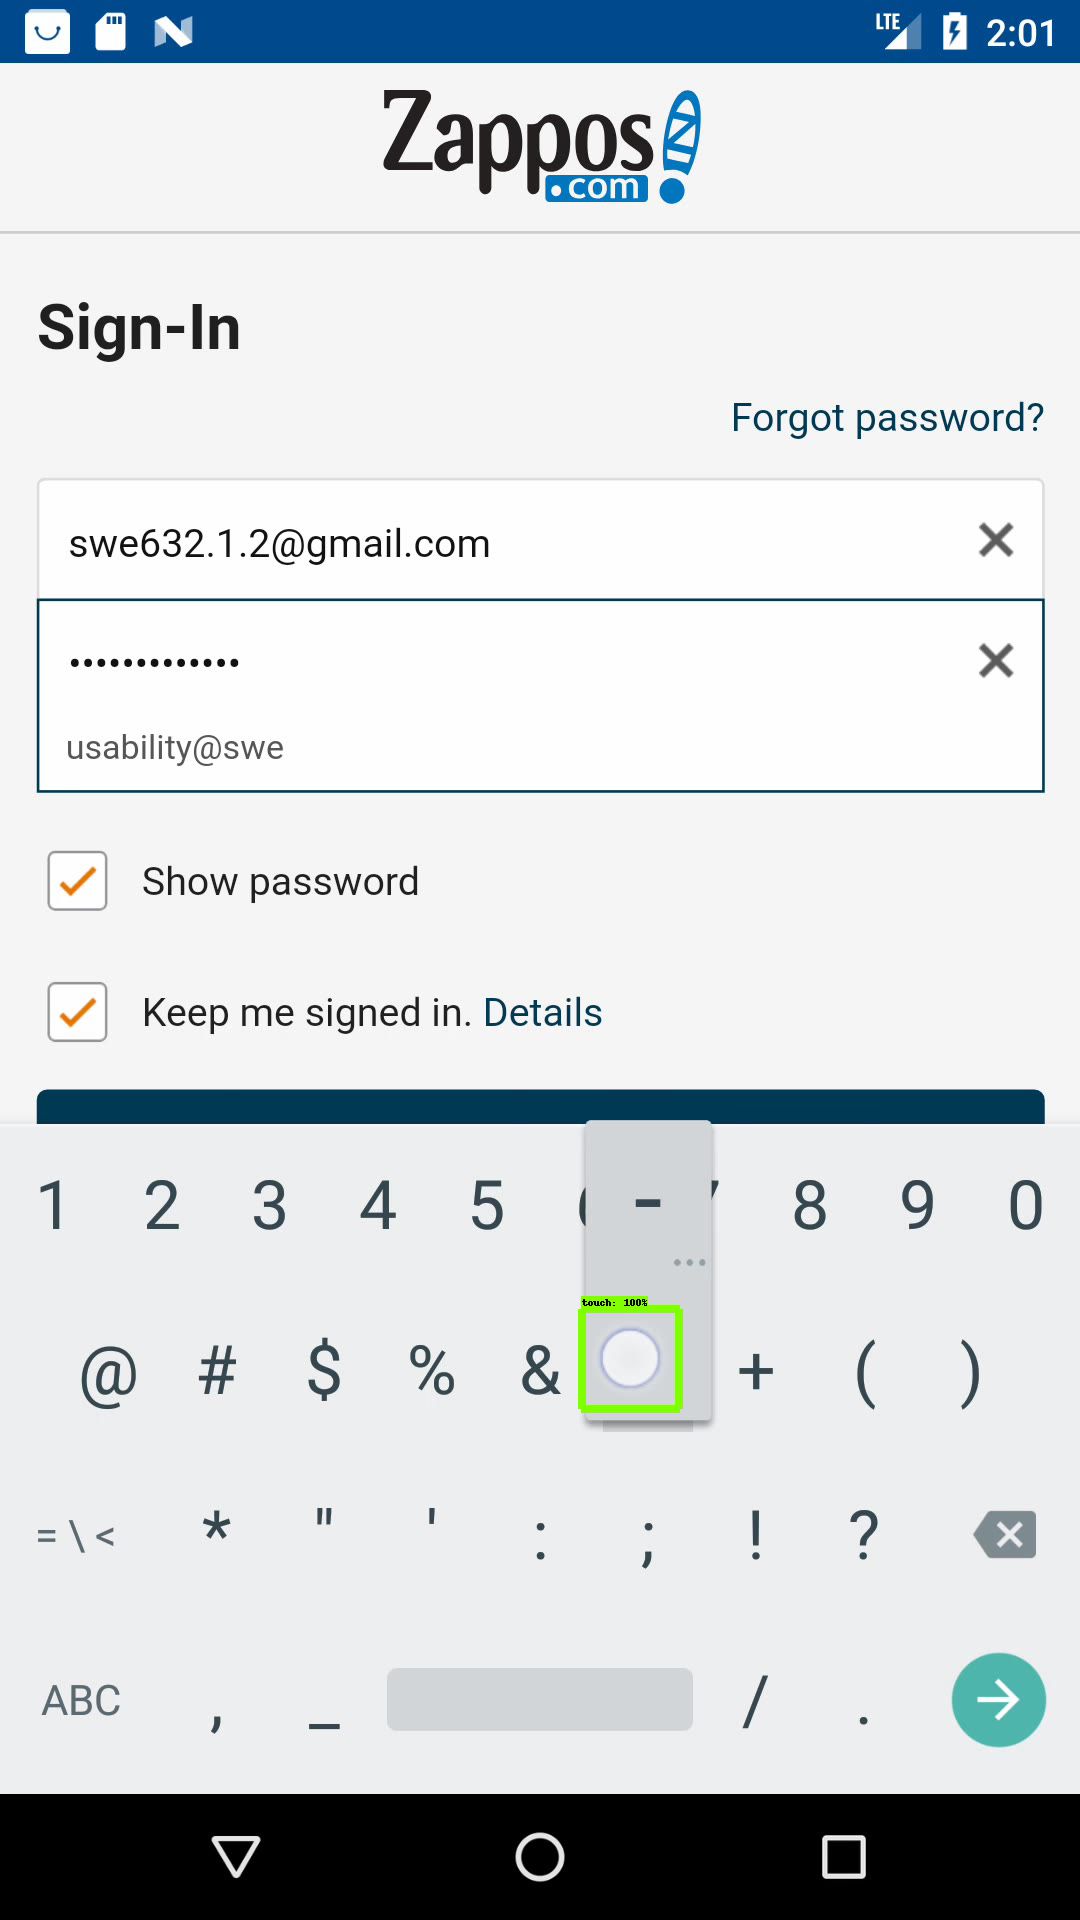 LTE 2:01
Zappos
.com
Sign-In
Forgot password?
swe632.1.2@gmail.com
•••••••••••••
usability@swe
Show password
Keep me signed in. Details
1 2 3 4 5 - 8 9 0
...
touch: 100%
@ # $ % & + ( )
= \ < * " ' : ; ! ?
ABC , _ / .